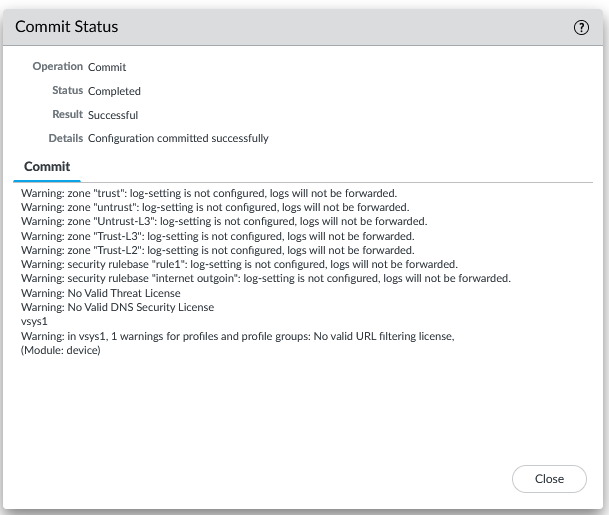 Commit Status
?
Operation Commit
Status Completed
Result Successful
Details Configuration committed successfully
Commit
Warning: zone "trust": log-setting is not configured, logs will not be forwarded.
Warning: zone "untrust": log-setting is not configured, logs will not be forwarded.
Warning: zone "Untrust-L3": log-setting is not configured, logs will not be forwarded.
Warning: zone "Trust-L3": log-setting is not configured, logs will not be forwarded.
Warning: zone "Trust-L2": log-setting is not configured, logs will not be forwarded.
Warning: security rulebase "rule1": log-setting is not configured, logs will not be forwarded.
Warning: security rulebase "internet outgoin": log-setting is not configured, logs will not be forwarded.
Warning: No Valid Threat License
Warning: No Valid DNS Security License
vsys1
Warning: in vsys1, 1 warnings for profiles and profile groups: No valid URL filtering license,
(Module: device)
Close